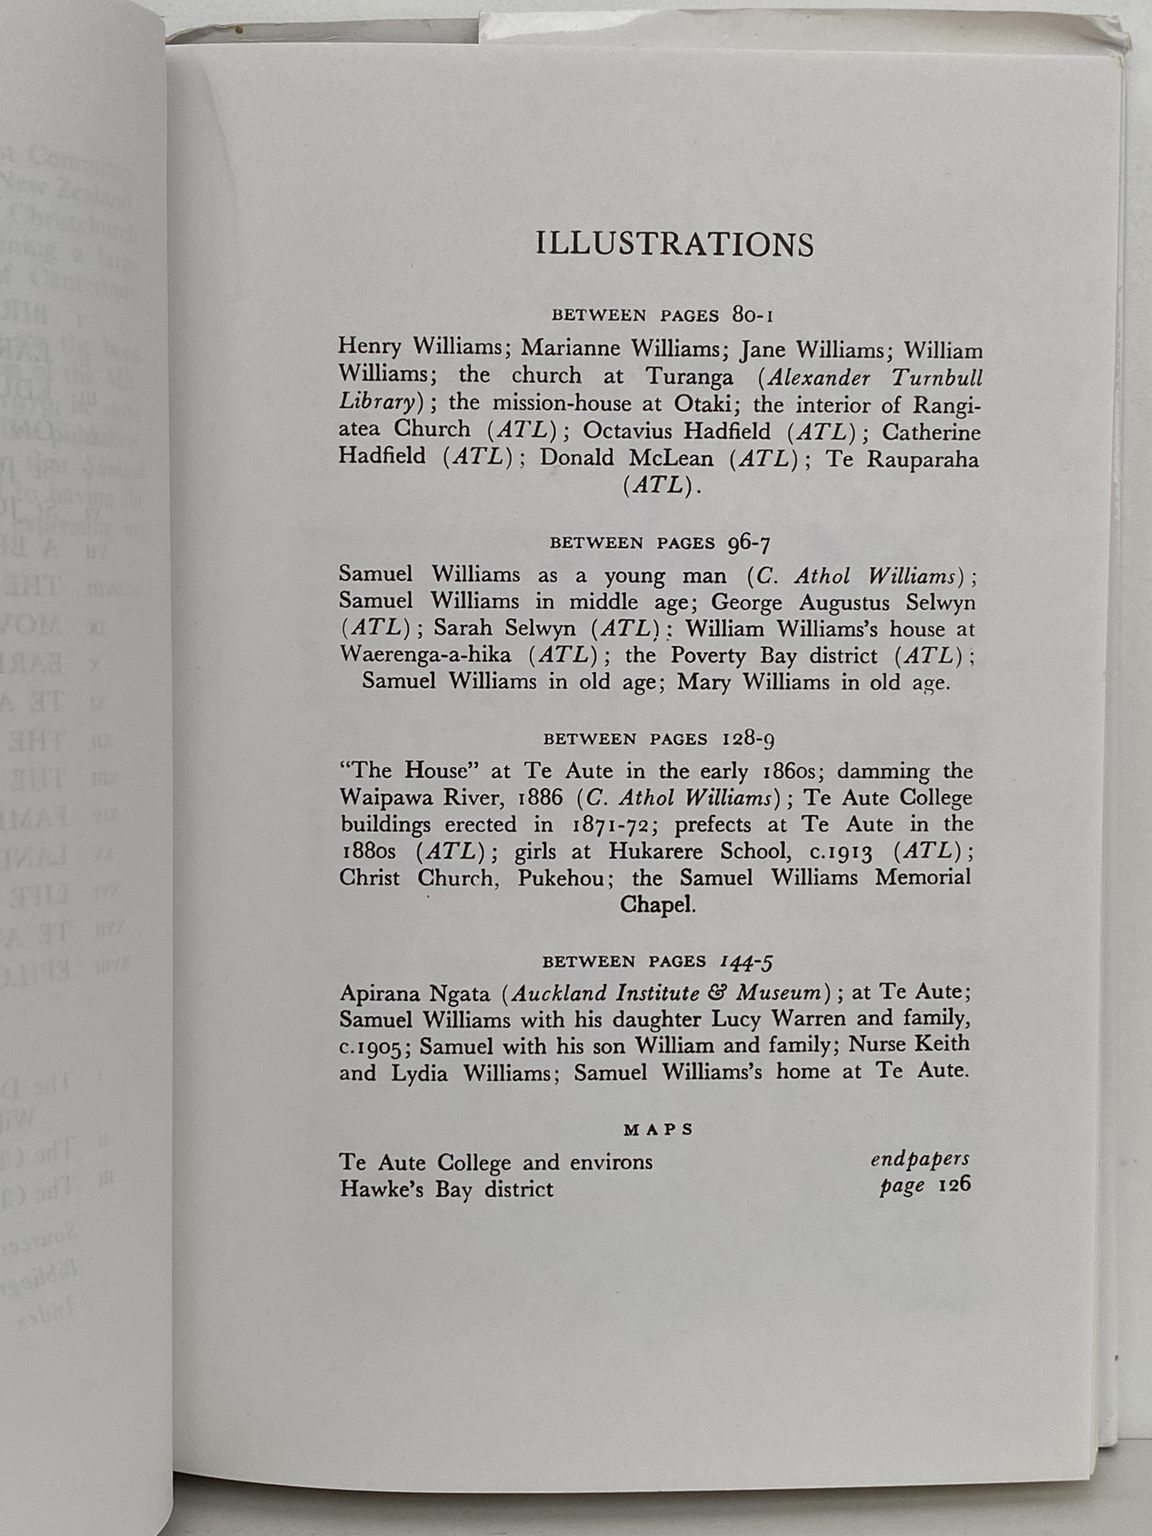 ILLUSTRATIONS
BETWEEN PAGES 80-1
Henry Williams; Marianne Williams; Jane Williams; William
Williams; the church at Turanga (Alexander Turnbull
Library); the mission-house at Otaki; the interior of Rangi-
atea Church (ATL); Octavius Hadfield (ATL); Catherine
Hadfield (ATL); Donald McLean (ATL); Te Rauparaha
(ATL).
BETWEEN PAGES 96-7
Samuel Williams as a young man (C. Athol Williams);
Samuel Williams in middle age; George Augustus Selwyn
(ATL); Sarah Selwyn (ATL); William Williams's house at
Waerenga-a-hika (ATL); the Poverty Bay district (ATL);
Samuel Williams in old age; Mary Williams in old age.
BETWEEN PAGES 128-9
"The House" at Te Aute in the early 1860s; damming the
Waipawa River, 1886 (C. Athol Williams); Te Aute College
buildings erected in 1871-72; prefects at Te Aute in the
1880s (ATL); girls at Hukarere School, c.1913 (ATL);
Christ Church, Pukehou; the Samuel Williams Memorial
Chapel.
BETWEEN PAGES 144-5
Apirana Ngata (Auckland Institute & Museum); at Te Aute;
Samuel Williams with his daughter Lucy Warren and family,
c.1905; Samuel with his son William and family; Nurse Keith
and Lydia Williams; Samuel Williams's home at Te Aute.
MAPS
Te Aute College and environs endpapers
Hawke's Bay district page 126